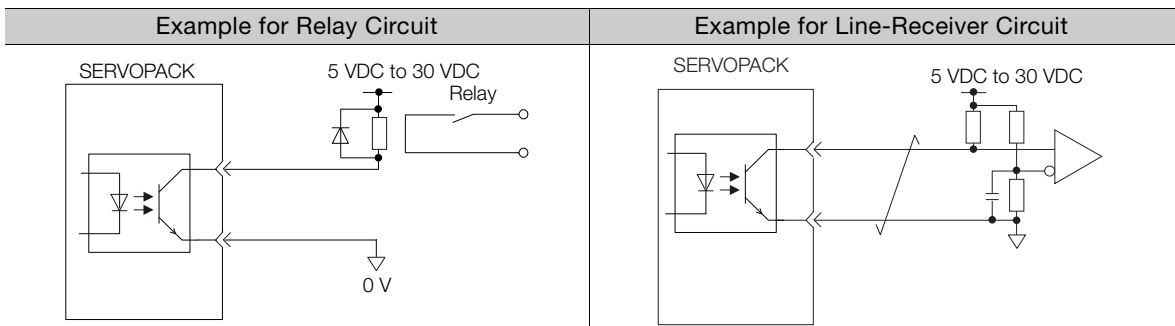 Example for Relay Circuit
Example for Line-Receiver Circuit
SERVOPACK
5 VDC to 30 VDC
Relay
0 V
SERVOPACK
5 VDC to 30 VDC